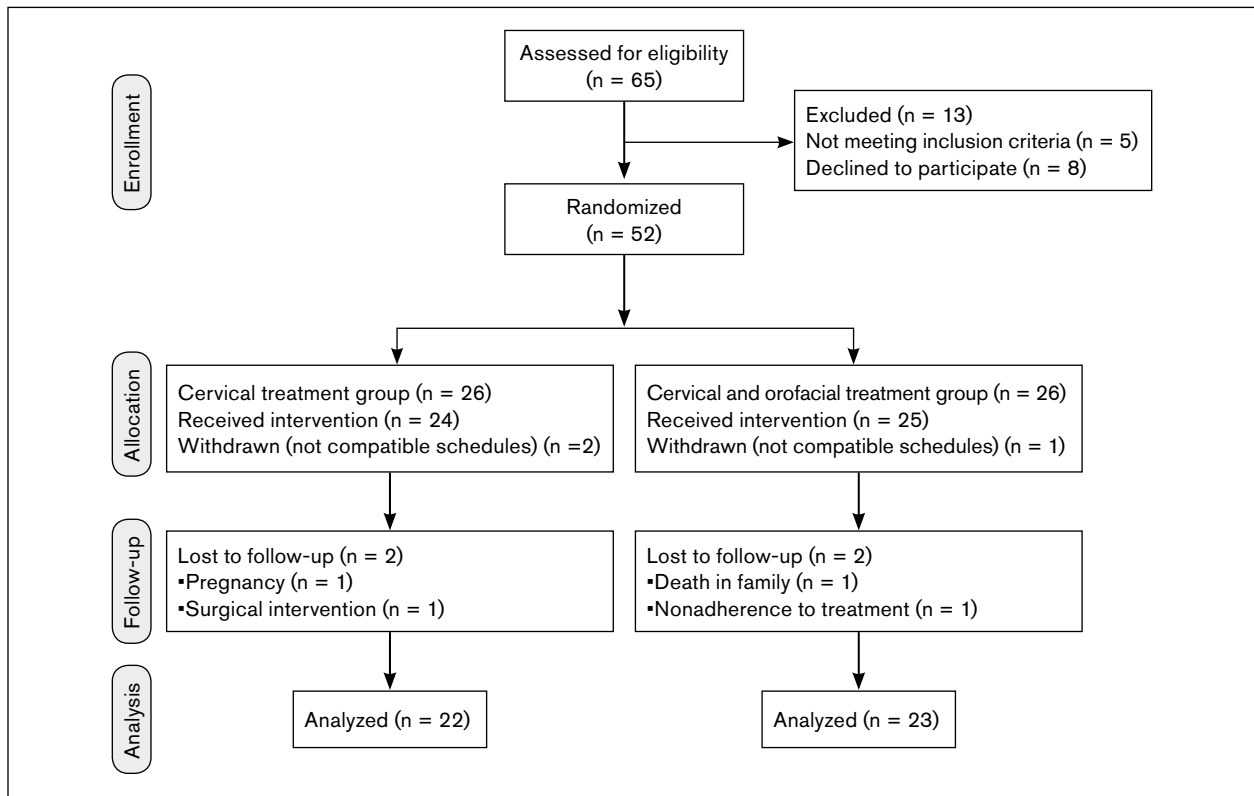 Enrollment
Assessed for eligibility
(n = 65)
Excluded (n = 13)
Not meeting inclusion criteria (n = 5)
Declined to participate (n = 8)
Randomized
(n = 52)
Allocation
Cervical treatment group (n = 26)
Received intervention (n = 24)
Withdrawn (not compatible schedules) (n =2)
Cervical and orofacial treatment group (n = 26)
Received intervention (n = 25)
Withdrawn (not compatible schedules) (n = 1)
Follow-up
Lost to follow-up (n = 2)
▪Pregnancy (n = 1)
▪Surgical intervention (n = 1)
Lost to follow-up (n = 2)
▪Death in family (n = 1)
▪Nonadherence to treatment (n = 1)
Analysis
Analyzed (n = 22)
Analyzed (n = 23)